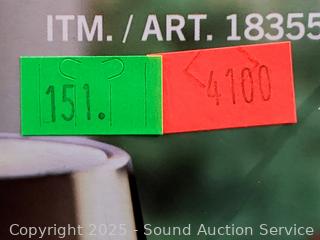 ITM. / ART. 18355
151.
4100
Copyright 2025 - Sound Auction Service